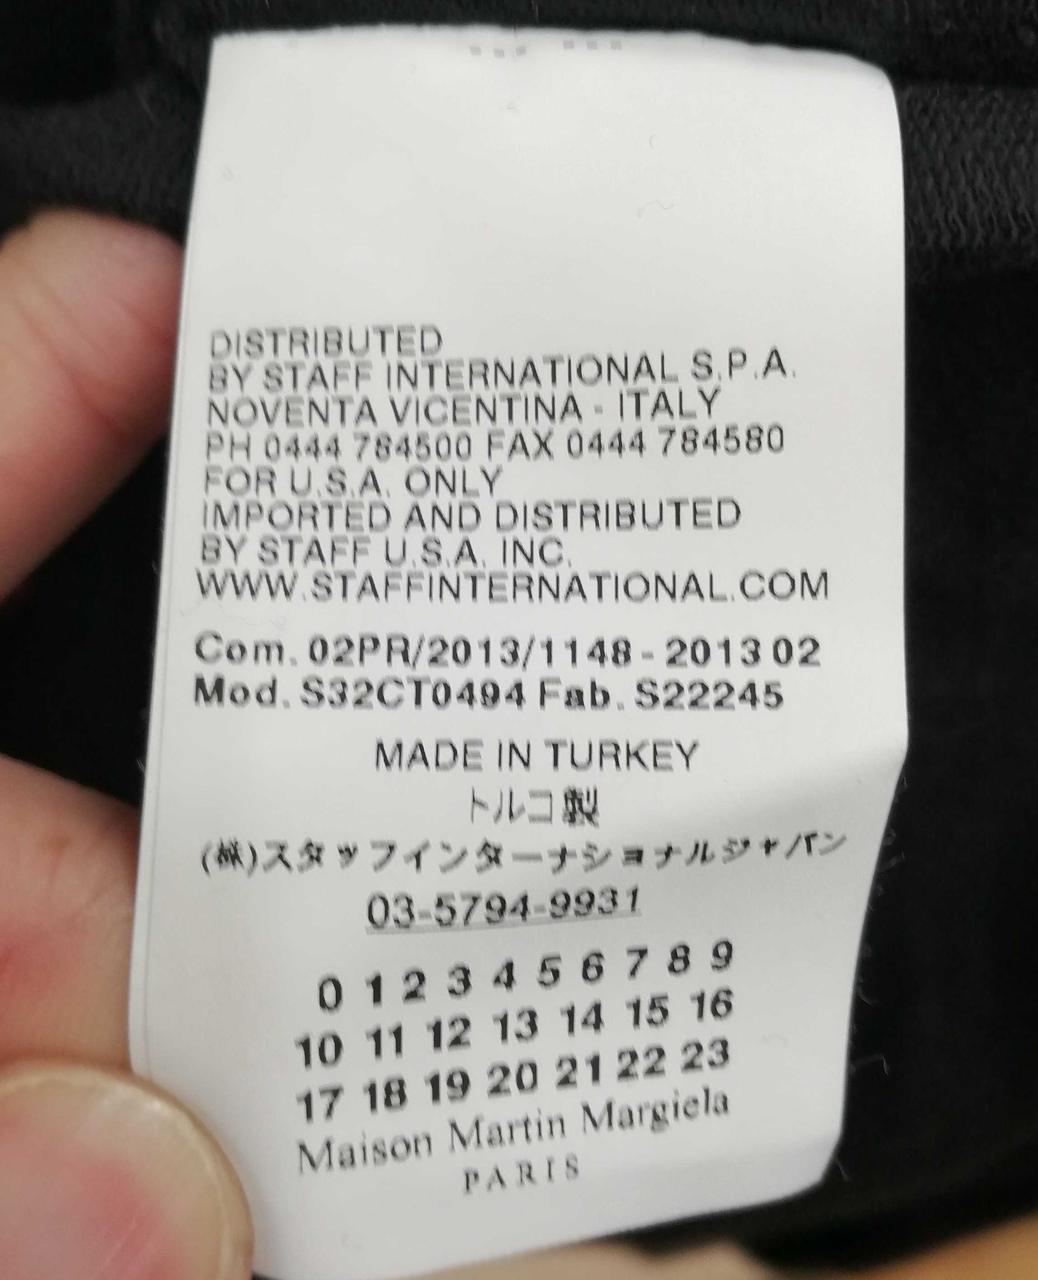 DISTRIBUTED
BY STAFF INTERNATIONAL S.P.A.
NOVENTA VICENTINA - ITALY
PH 0444 784500 FAX 0444 784580
FOR U.S.A. ONLY
IMPORTED AND DISTRIBUTED
BY STAFF U.S.A. INC.
WWW.STAFFINTERNATIONAL.COM
Com. 02PR/2013/1148 - 2013 02
Mod. S32CT0494 Fab. S22245
MADE IN TURKEY
トルコ製
(株)スタッフインターナショナルジャパン
03-5794-9931
0 1 2 3 4 5 6 7 8 9
10 11 12 13 14 15 16
17 18 19 20 21 22 23
Maison Martin Margiela
PARIS